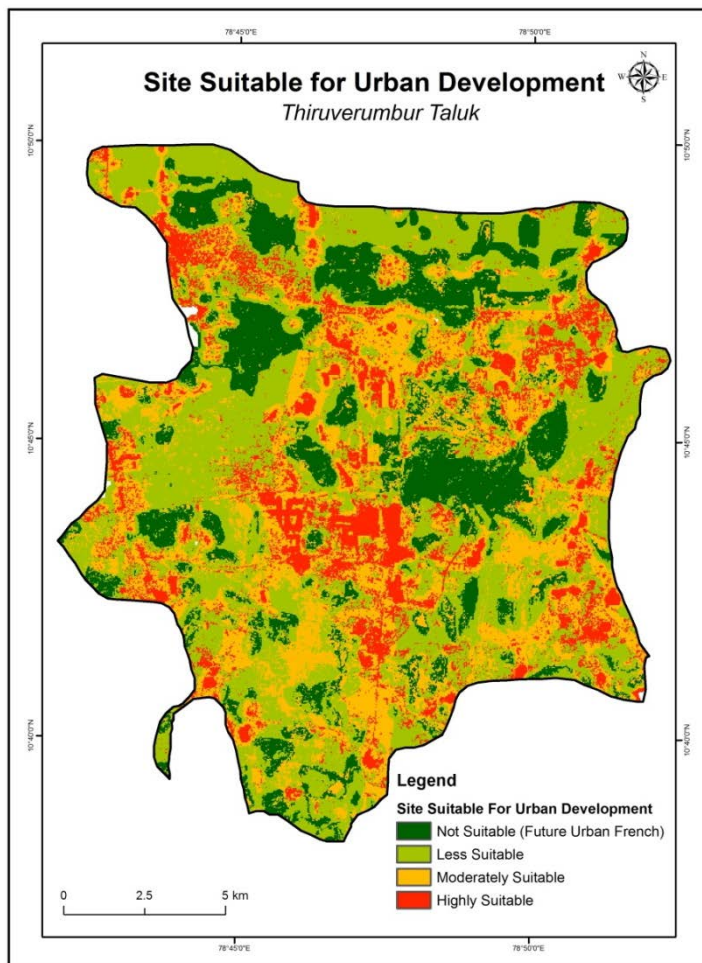 78°45'0"E 78°50'0"E
Site Suitable for Urban Development
Thiruverumbur Taluk
N
W E
S
10°50'0"N 10°50'0"N
10°45'0"N 10°45'0"N
10°40'0"N 10°40'0"N
Legend
Site Suitable For Urban Development
Not Suitable (Future Urban French)
Less Suitable
Moderately Suitable
Highly Suitable
0 2.5 5 km
78°45'0"E 78°50'0"E